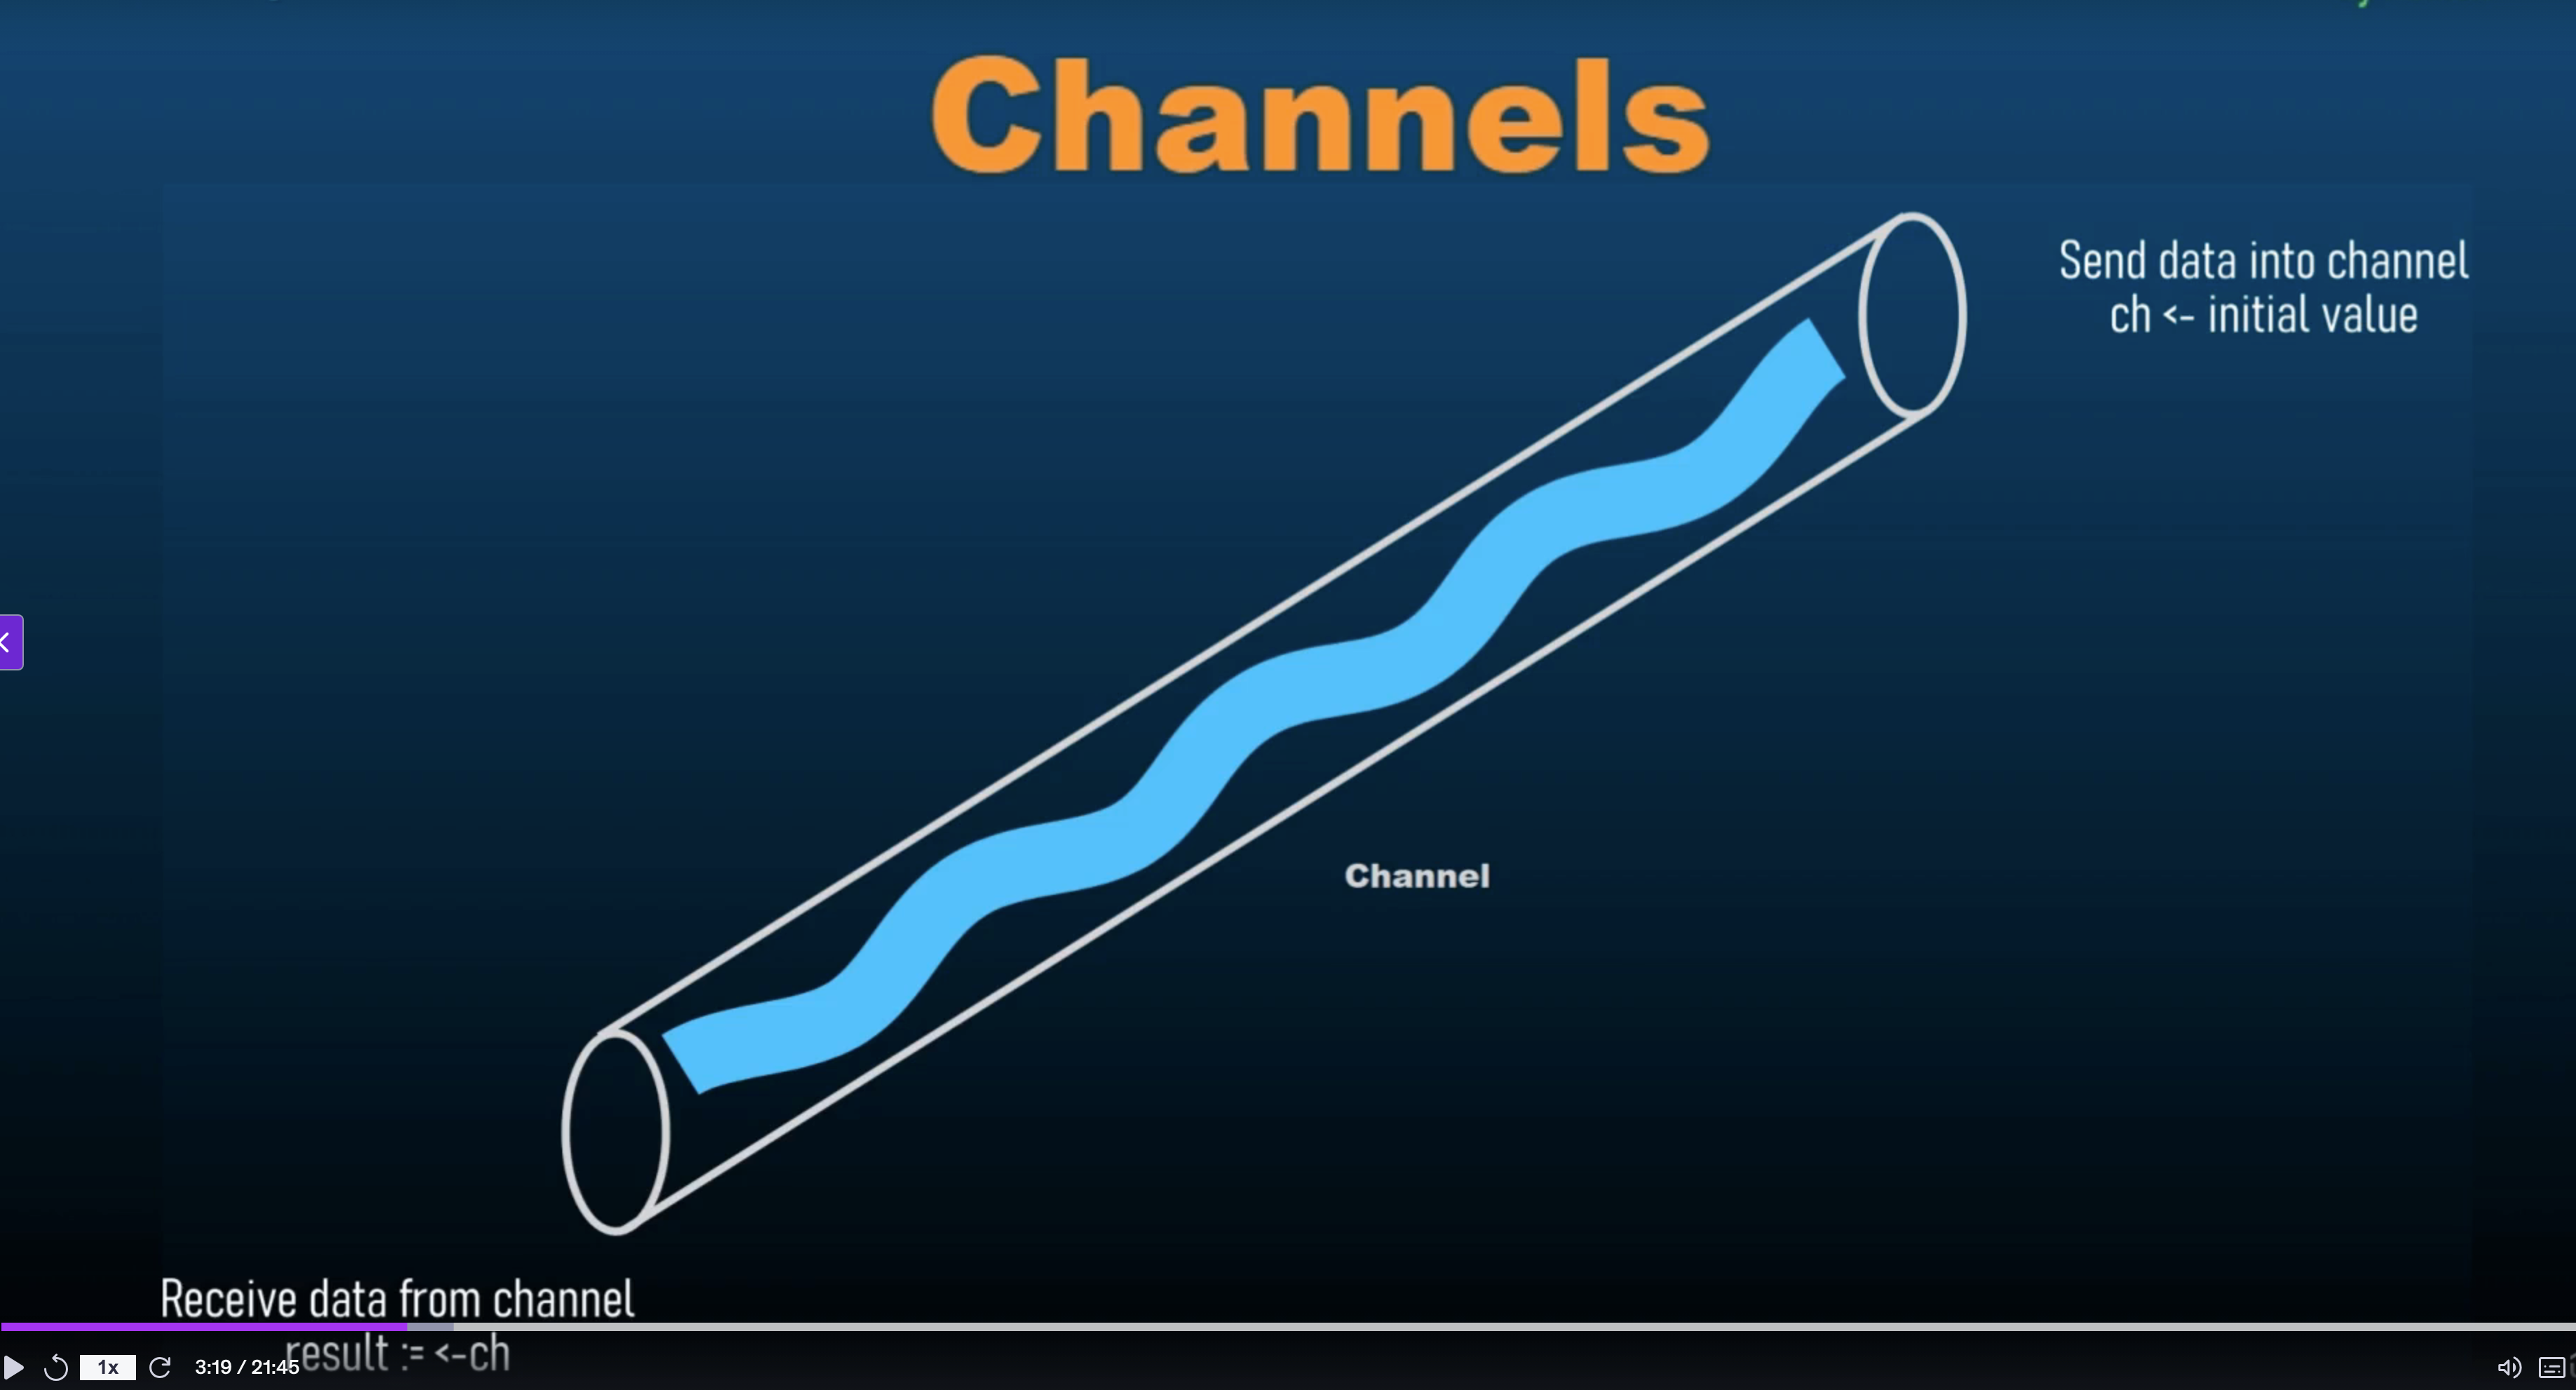 Channels
Send data into channel
ch <- initial value
Channel
Receive data from channel
result := <-ch
1x
3:19 / 21:45